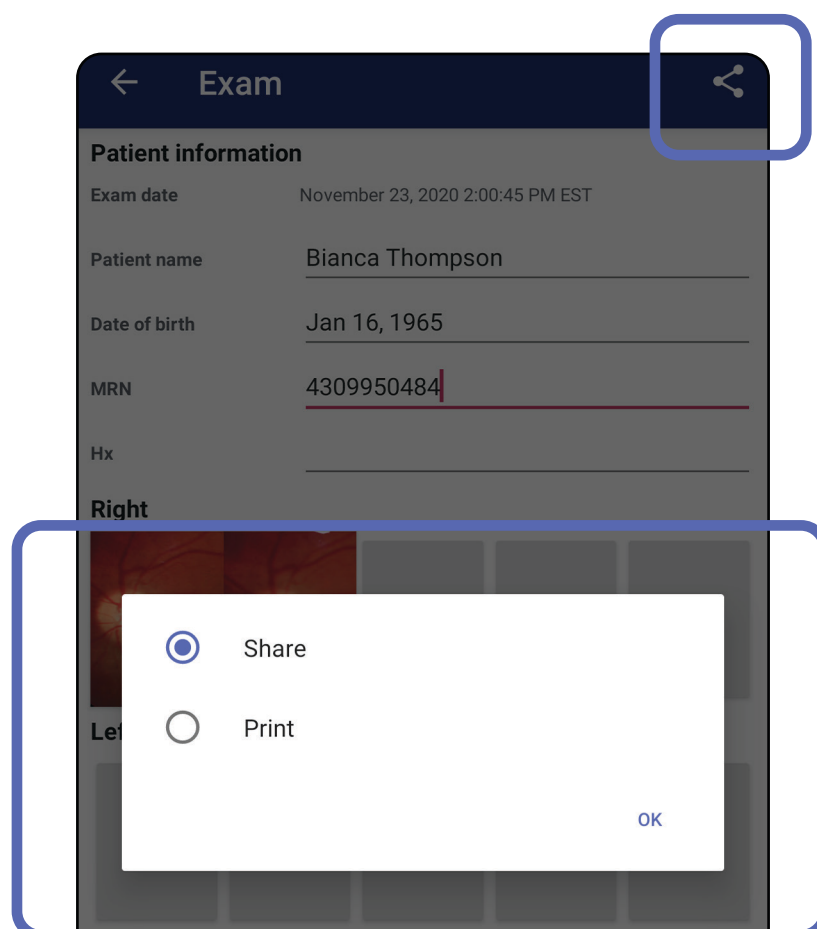 Exam
Patient information
Exam date November 23, 2020 2:00:45 PM EST
Patient name Bianca Thompson
Date of birth Jan 16, 1965
MRN 4309950484
Hx
Right
Share
Print
OK